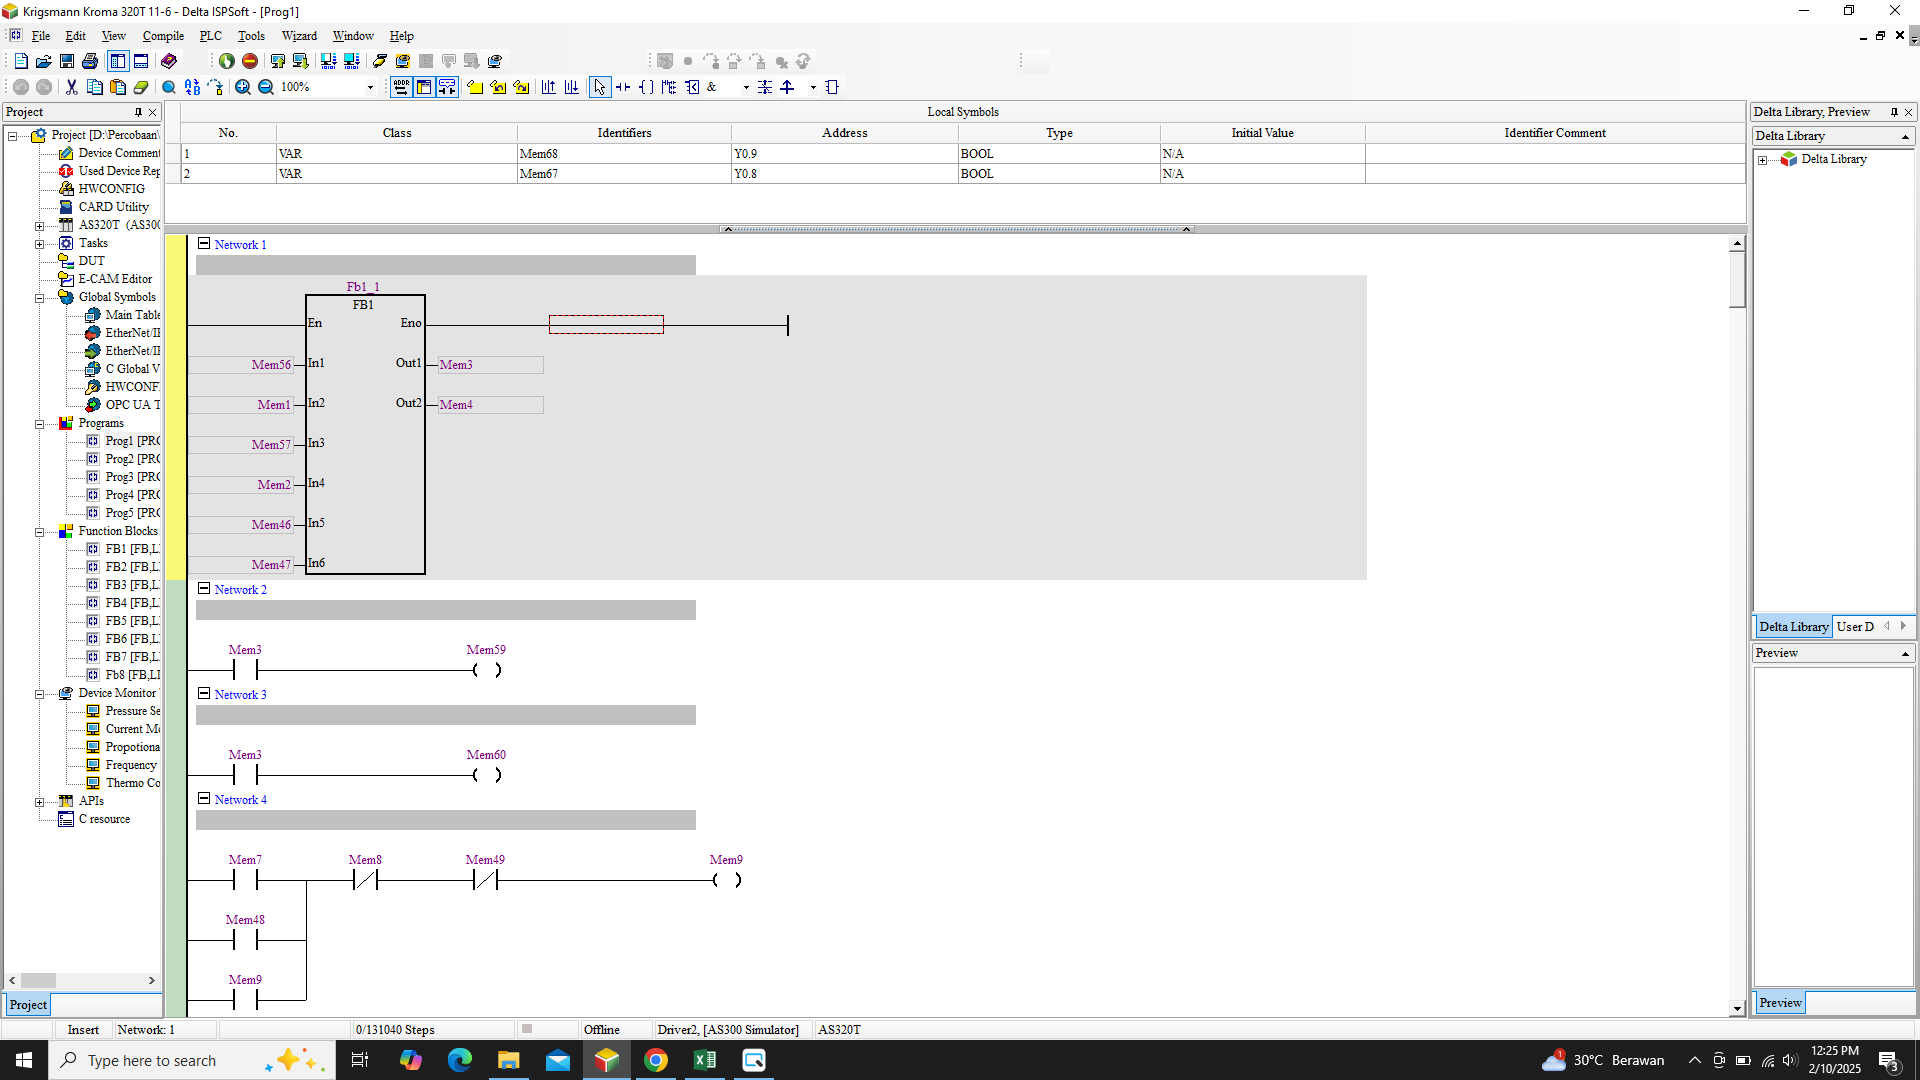 Krigsmann Kroma 320T 11-6 - Delta ISPSoft - [Prog1]
File Edit View Compile PLC Tools Wizard Window Help
100%
ADDR
&
Project
Project [D:\Percobaan\
Device Comment
Used Device Rep
HWCONFIG
CARD Utility
AS320T (AS300
Tasks
DUT
E-CAM Editor
Global Symbols
Main Table
EtherNet/I
EtherNet/I
C Global V
HWCONF
OPC UA T
Programs
Prog1 [PRO
Prog2 [PRO
Prog3 [PRO
Prog4 [PRO
Prog5 [PRO
Function Blocks
FB1 [FB,L
FB2 [FB,L
FB3 [FB,L
FB4 [FB,L
FB5 [FB,L
FB6 [FB,L
FB7 [FB,L
Fb8 [FB,L
Device Monitor
Pressure Se
Current Mo
Propotiona
Frequency
Thermo Co
APIs
C resource
Project
Local Symbols
No. Class Identifiers Address Type Initial Value Identifier Comment
1 VAR Mem68 Y0.9 BOOL N/A
2 VAR Mem67 Y0.8 BOOL N/A
Network 1
Fb1_1
FB1
En Eno
Mem56 In1 Out1 Mem3
Mem1 In2 Out2 Mem4
Mem57 In3
Mem2 In4
Mem46 In5
Mem47 In6
Network 2
Mem3 Mem59
Network 3
Mem3 Mem60
Network 4
Mem7 Mem8 Mem49 Mem9
Mem48
Mem9
Delta Library, Preview
Delta Library
Delta Library
Delta Library User D
Preview
Preview
Insert Network: 1 0/131040 Steps Offline Driver2, [AS300 Simulator] AS320T
Type here to search
1
30°C Berawan
12:25 PM
2/10/2025
3